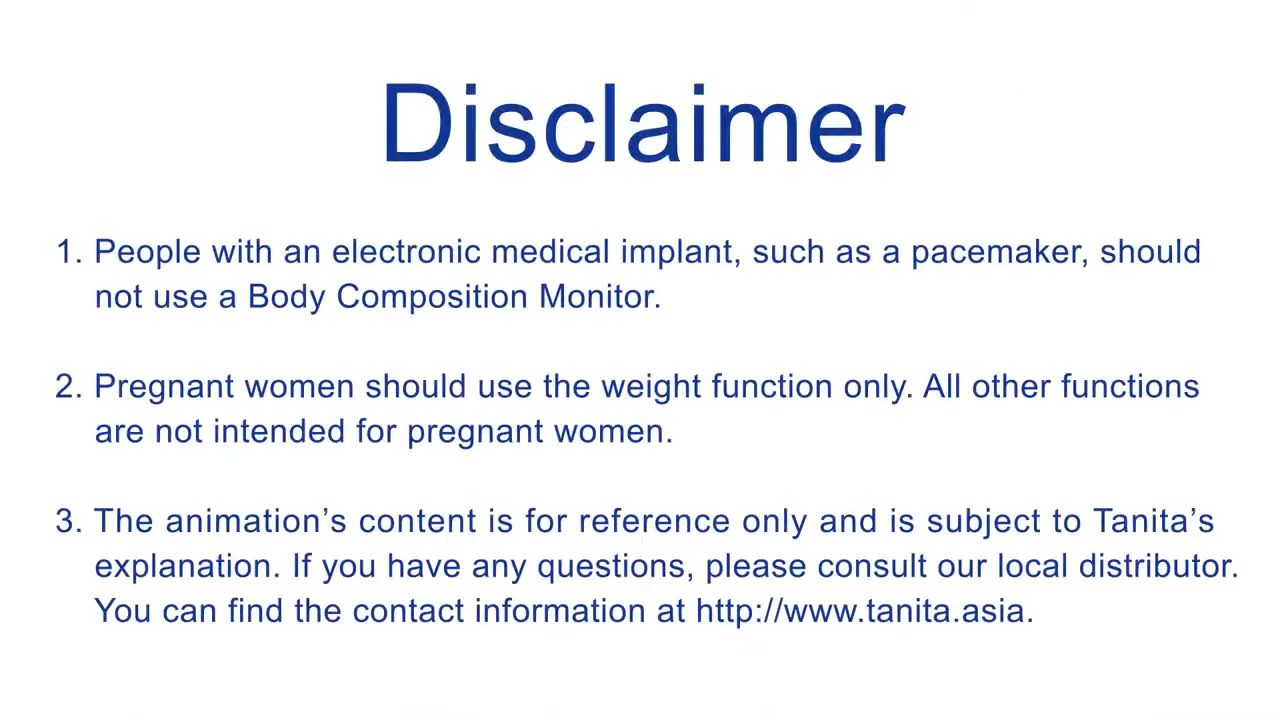 Disclaimer
1. People with an electronic medical implant, such as a pacemaker, should
not use a Body Composition Monitor.
2. Pregnant women should use the weight function only. All other functions
are not intended for pregnant women.
3. The animation’s content is for reference only and is subject to Tanita’s
explanation. If you have any questions, please consult our local distributor.
You can find the contact information at http://www.tanita.asia.